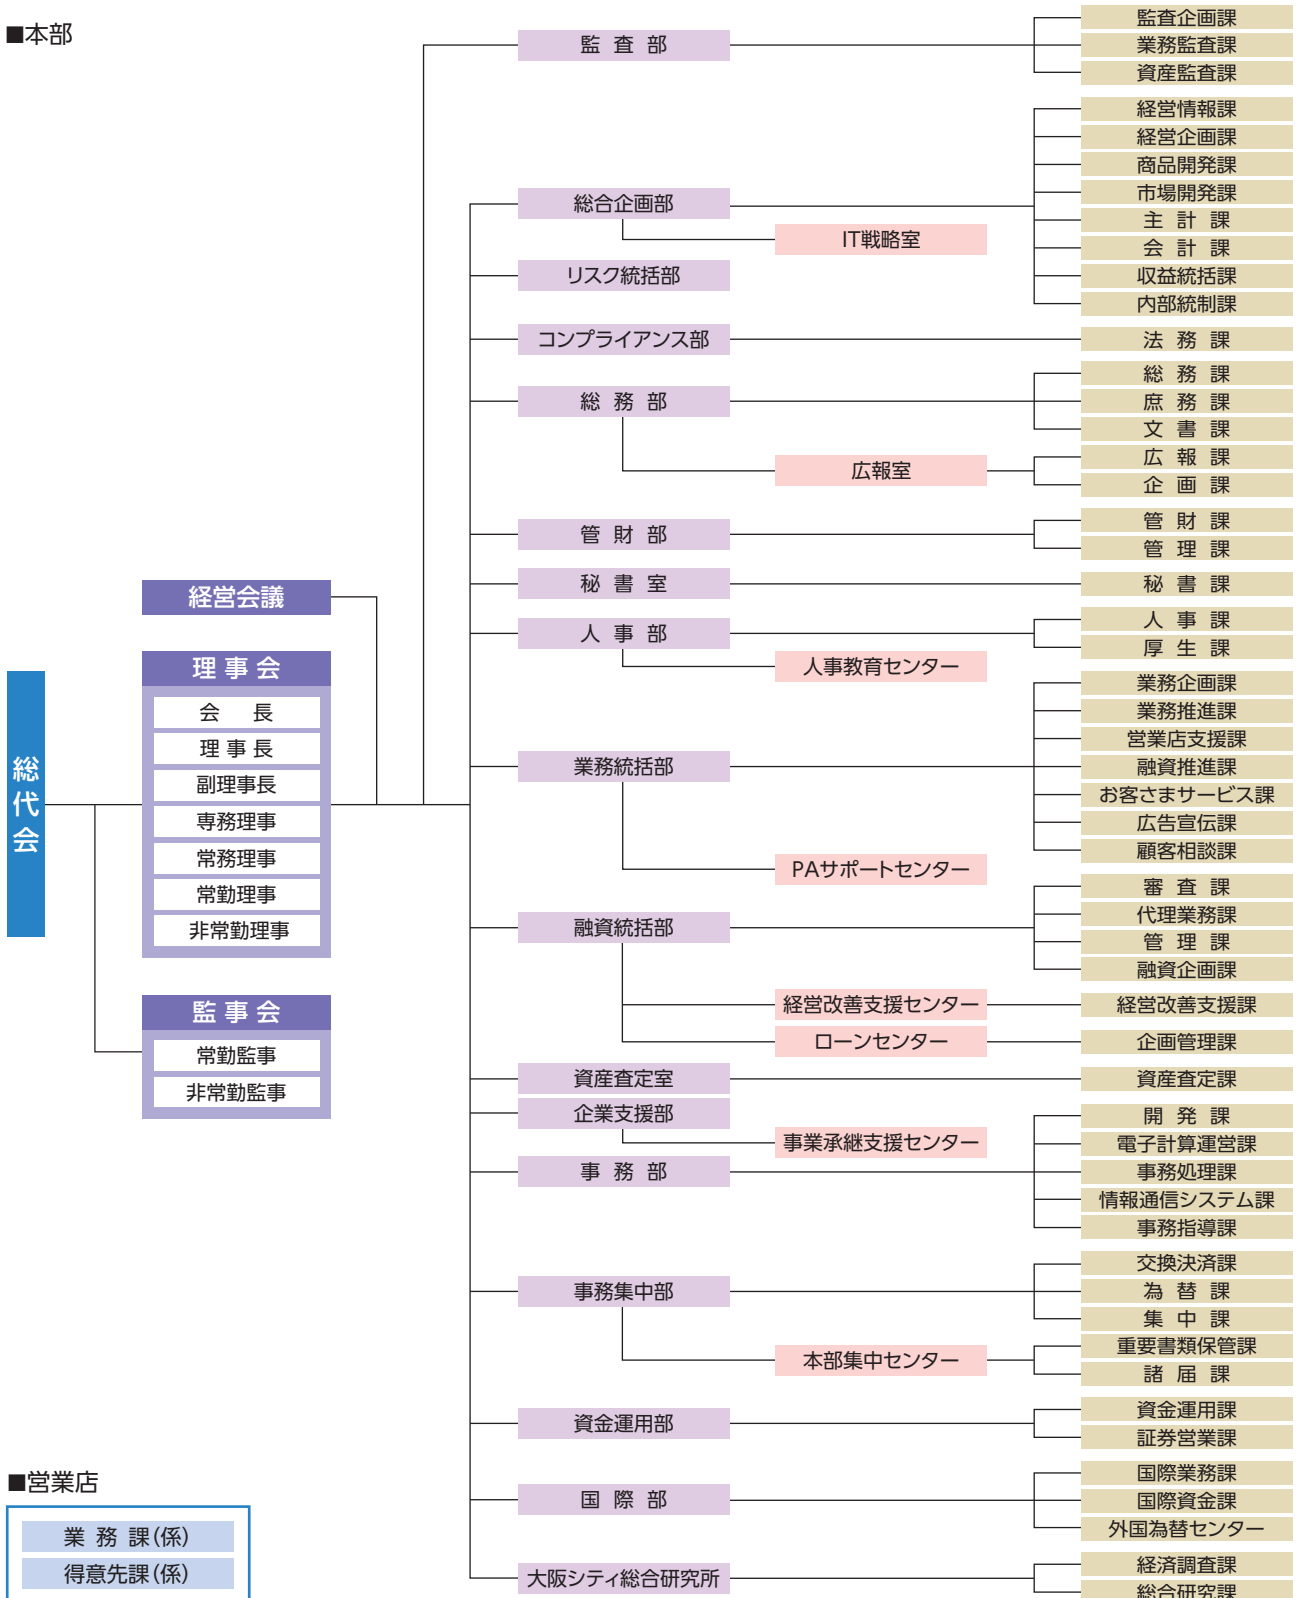 ■本部
総代会
経営会議
理事会
会長
理事長
副理事長
専務理事
常務理事
常勤理事
非常勤理事
監事会
常勤監事
非常勤監事
監査部
監査企画課
業務監査課
資産監査課
総合企画部
経営情報課
経営企画課
商品開発課
市場開発課
主計課
会計課
収益統括課
内部統制課
IT戦略室
リスク統括部
コンプライアンス部
法務課
総務部
総務課
庶務課
文書課
広報室
広報課
企画課
管財部
管財課
管理課
秘書室
秘書課
人事部
人事課
厚生課
人事教育センター
業務統括部
業務企画課
業務推進課
営業店支援課
融資推進課
お客さまサービス課
広告宣伝課
顧客相談課
PAサポートセンター
融資統括部
審査課
代理業務課
管理課
融資企画課
経営改善支援センター
経営改善支援課
ローンセンター
企画管理課
資産査定室
資産査定課
企業支援部
事業承継支援センター
事務部
開発課
電子計算運営課
事務処理課
情報通信システム課
事務指導課
事務集中部
交換決済課
為替課
集中課
本部集中センター
重要書類保管課
諸届課
資金運用部
資金運用課
証券営業課
国際部
国際業務課
国際資金課
外国為替センター
大阪シティ総合研究所
経済調査課
総合研究課
■営業店
業務課(係)
得意先課(係)